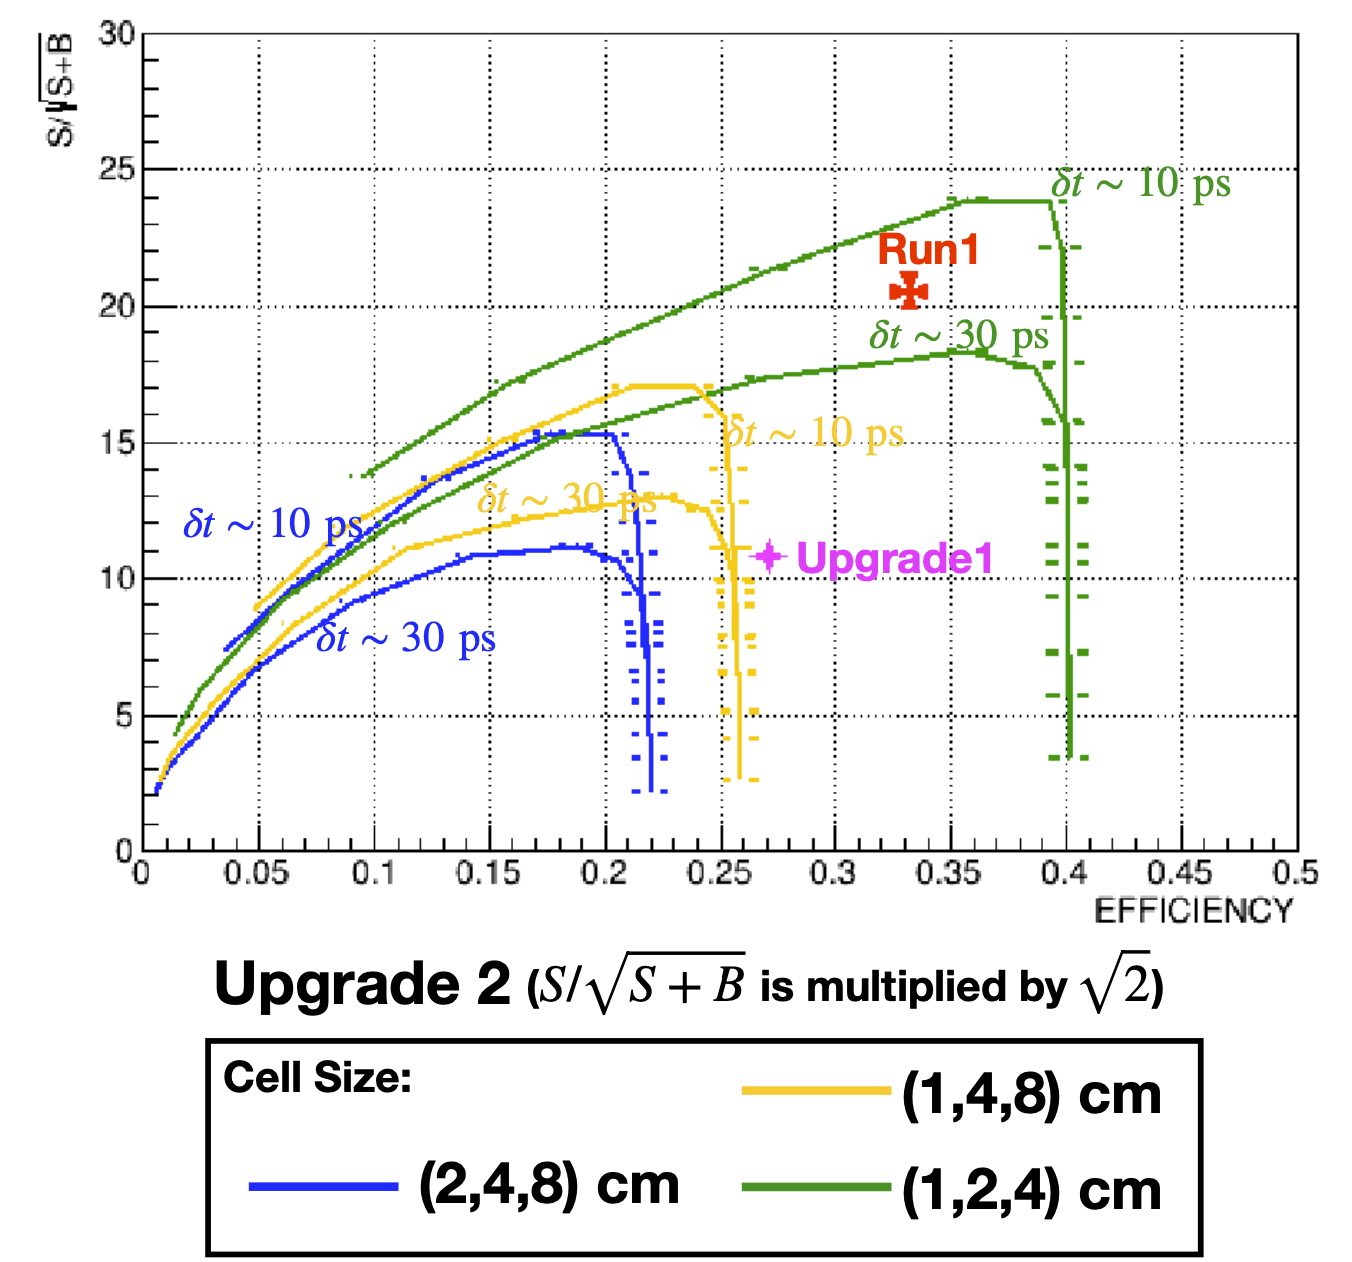 S/√S+B
30
25
δt ~ 10 ps
Run1
20
δt ~ 30 ps
15
δt ~ 10 ps
δt ~ 30 ps
δt ~ 10 ps
Upgrade1
10
δt ~ 30 ps
5
0
0 0.05 0.1 0.15 0.2 0.25 0.3 0.35 0.4 0.45 0.5
EFFICIENCY
Upgrade 2 (S/√S + B is multiplied by √2)
Cell Size:
(1,4,8) cm
(2,4,8) cm
(1,2,4) cm